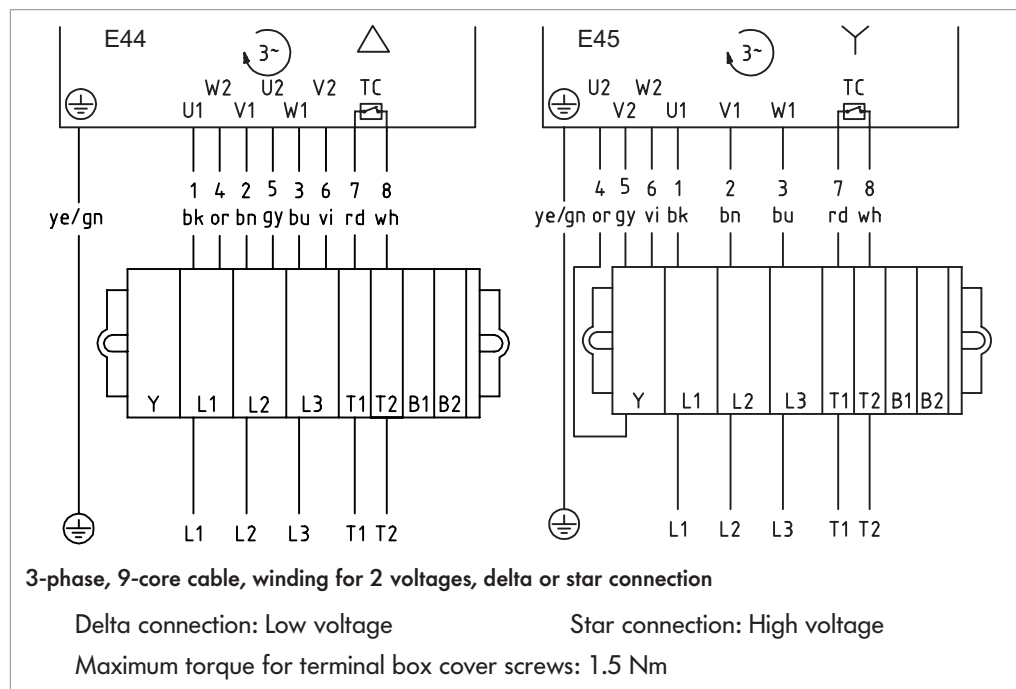 E44 3~ E45 3~
W2 U2 V2 TC U2 W2 TC
U1 V1 W1 V2 U1 V1 W1
1 4 2 5 3 6 7 8 4 5 6 1 2 3 7 8
ye/gn bk or bn gy bu vi rd wh ye/gn or gy vi bk bn bu rd wh
Y L1 L2 L3 T1 T2 B1 B2 Y L1 L2 L3 T1 T2 B1 B2
L1 L2 L3 T1 T2 L1 L2 L3 T1 T2
3-phase, 9-core cable, winding for 2 voltages, delta or star connection
Delta connection: Low voltage Star connection: High voltage
Maximum torque for terminal box cover screws: 1.5 Nm